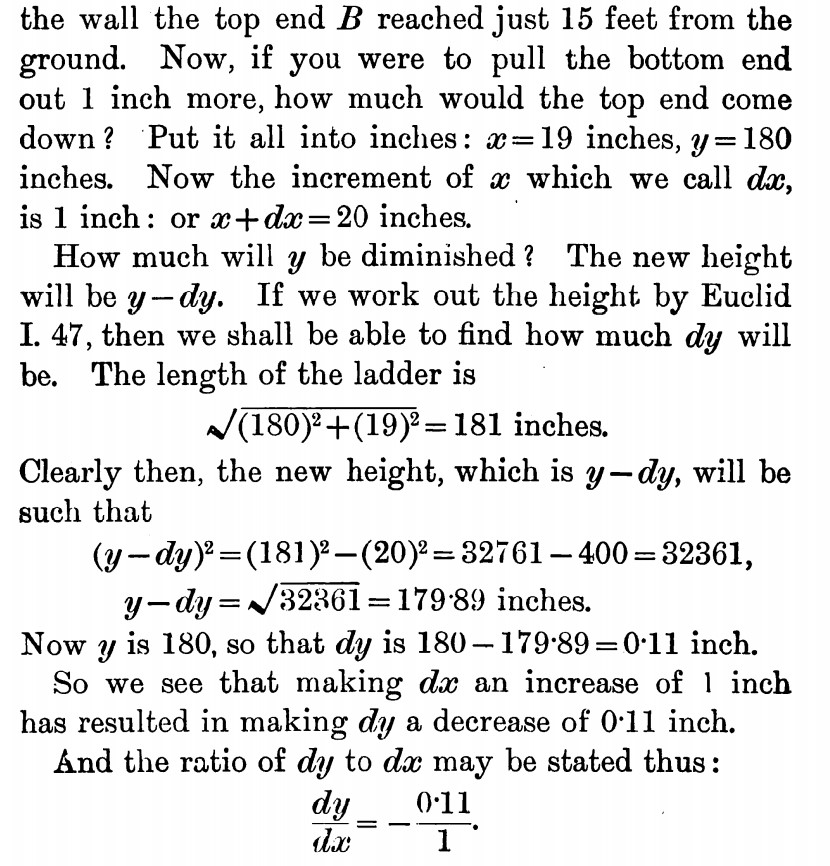 the wall the top end B reached just 15 feet from the
ground. Now, if you were to pull the bottom end
out 1 inch more, how much would the top end come
down? Put it all into inches: x=19 inches, y=180
inches. Now the increment of x which we call dx,
is 1 inch: or x+dx=20 inches.
How much will y be diminished? The new height
will be y−dy. If we work out the height by Euclid
I. 47, then we shall be able to find how much dy will
be. The length of the ladder is
√(180)²+(19)²=181 inches.
Clearly then, the new height, which is y−dy, will be
such that
(y−dy)²=(181)²−(20)²=32761−400=32361,
y−dy=√32361=179·89 inches.
Now y is 180, so that dy is 180−179·89=0·11 inch.
So we see that making dx an increase of 1 inch
has resulted in making dy a decrease of 0·11 inch.
And the ratio of dy to dx may be stated thus:
dy/dx=−0·11/1.